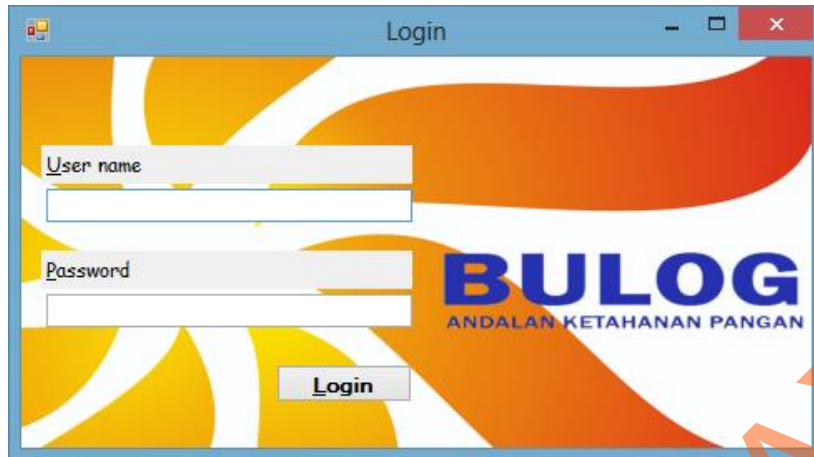 Login
User name
Password
BULOG
ANDALAN KETAHANAN PANGAN
Login